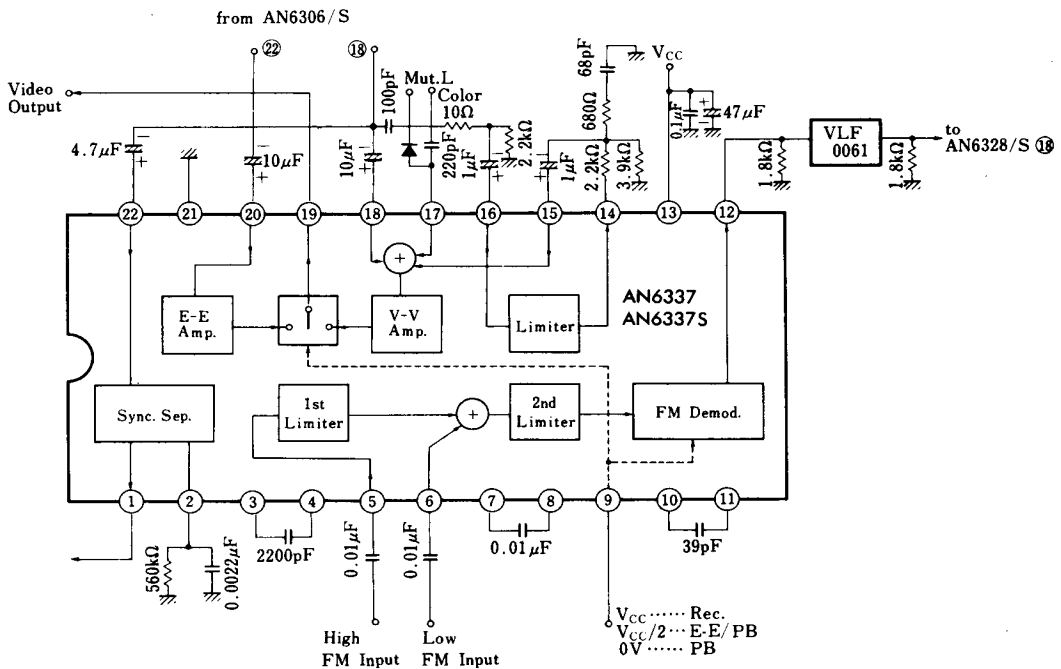 from AN6306/S
㉒
⑱
Video
Output
Mut.L
Color
100pF
10Ω
68pF
680Ω
VCC
0.1μF
47μF
VLF
0061
to
AN6328/S ⑱
4.7μF
10μF
10μF
220pF
1μF
2.2kΩ
1μF
2.2kΩ
3.9kΩ
1.8kΩ
1.8kΩ
22 21 20 19 18 17 16 15 14 13 12
E-E
Amp.
V-V
Amp.
Limiter
AN6337
AN6337S
Sync. Sep.
1st
Limiter
2nd
Limiter
FM Demod.
1 2 3 4 5 6 7 8 9 10 11
560kΩ
0.0022μF
2200pF
0.01μF
0.01μF
0.01μF
39pF
High
FM Input
Low
FM Input
VCC ······ Rec.
VCC/2 ··· E-E/PB
0V ······ PB